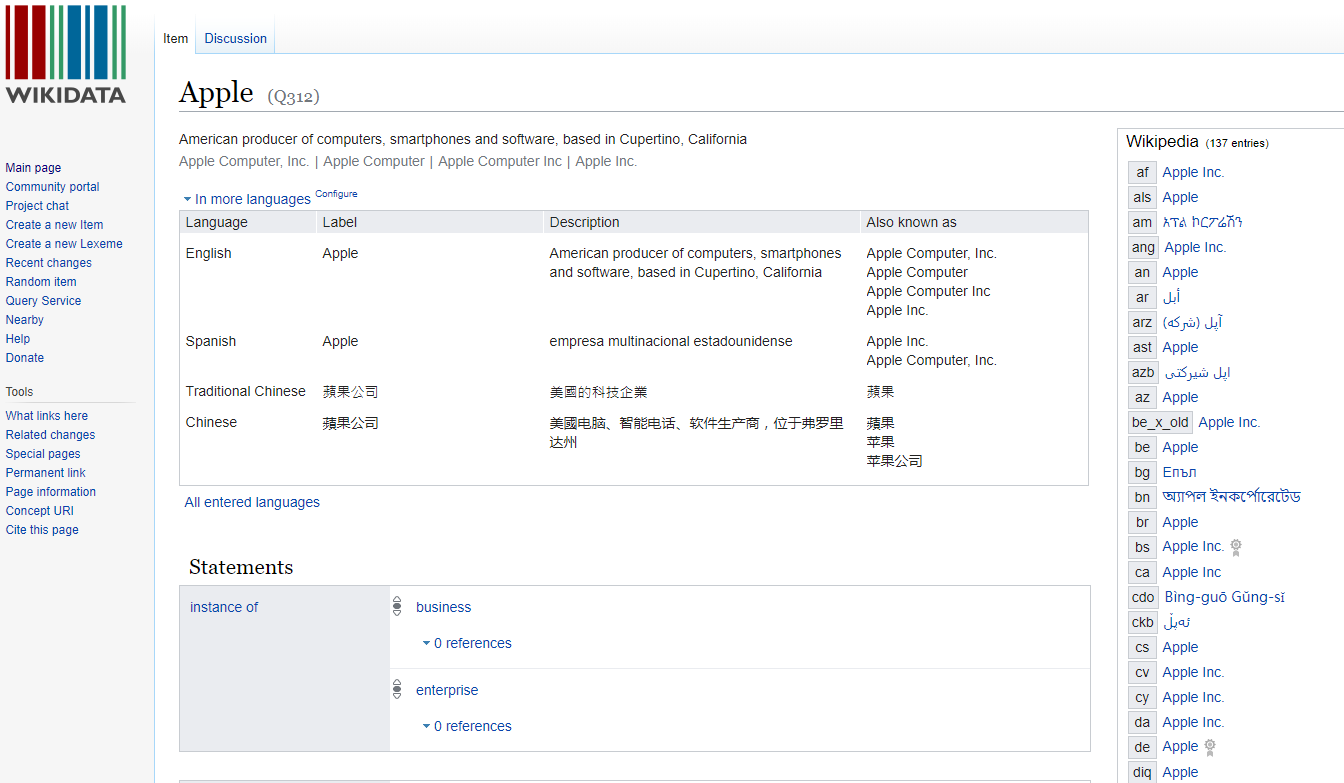 WIKIDATA
Main page
Community portal
Project chat
Create a new Item
Create a new Lexeme
Recent changes
Random item
Query Service
Nearby
Help
Donate
Tools
What links here
Related changes
Special pages
Permanent link
Page information
Concept URI
Cite this page
Item Discussion
Apple (Q312)
American producer of computers, smartphones and software, based in Cupertino, California
Apple Computer, Inc. | Apple Computer | Apple Computer Inc | Apple Inc.
In more languages Configure
Language Label Description Also known as
English Apple American producer of computers, smartphones Apple Computer, Inc.
and software, based in Cupertino, California Apple Computer
Apple Computer Inc
Apple Inc.
Spanish Apple empresa multinacional estadounidense Apple Inc.
Apple Computer, Inc.
Traditional Chinese 蘋果公司 美國的科技企業 蘋果
Chinese 蘋果公司 美國电脑、智能电话、软件生产商，位于弗罗里 蘋果
达州 苹果
苹果公司
All entered languages
Statements
instance of business
0 references
enterprise
0 references
Wikipedia (137 entries)
af Apple Inc.
als Apple
am አፕል ኮርፖሬሽን
ang Apple Inc.
an Apple
ar أبل
arz آپل (شركه)
ast Apple
azb اپل شیرکتی
az Apple
be_x_old Apple Inc.
be Apple
bg Епъл
bn অ্যাপল ইনকর্পোরেটেড
br Apple
bs Apple Inc.
ca Apple Inc
cdo Bìng-guō Gŭng-sĭ
ckb ئەپڵ
cs Apple
cv Apple Inc.
cy Apple Inc.
da Apple Inc.
de Apple
diq Apple